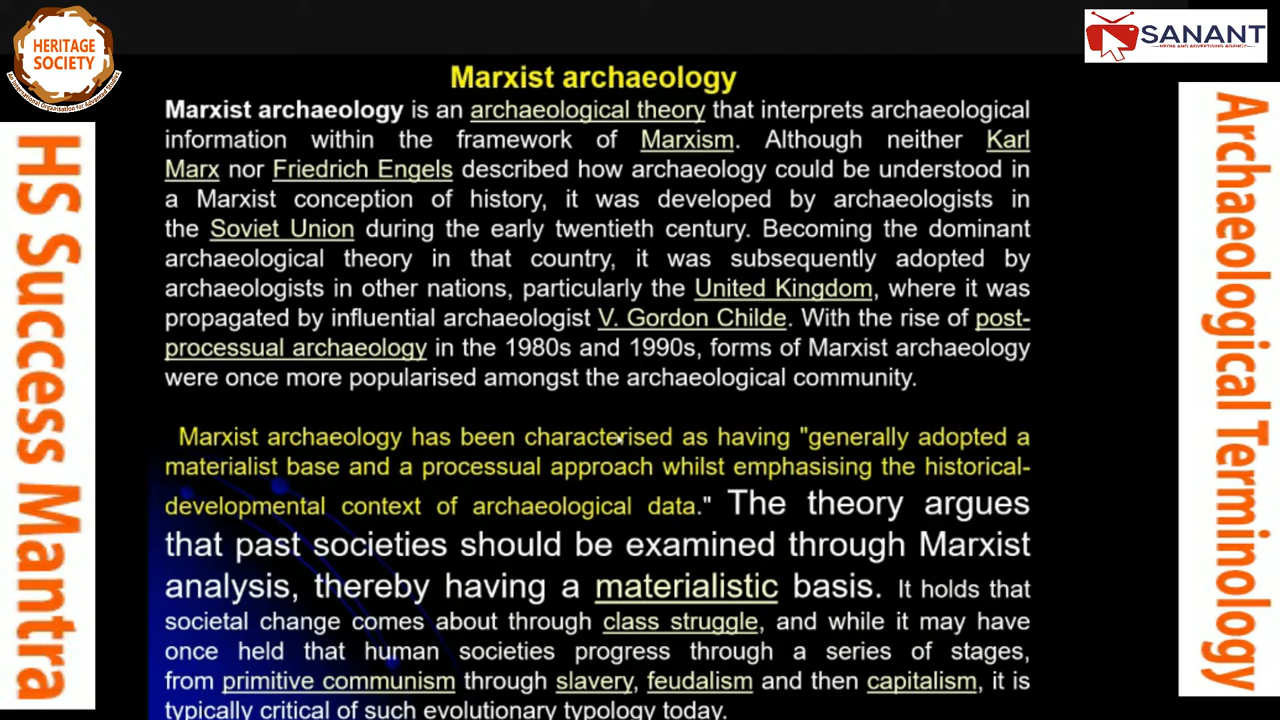 HERITAGE
SOCIETY
SANANT
MEDIA AND ADVERTISING AGENCY
HS Success Mantra
Archaeological Terminology
Marxist archaeology
Marxist archaeology is an archaeological theory that interprets archaeological
information within the framework of Marxism. Although neither Karl
Marx nor Friedrich Engels described how archaeology could be understood in
a Marxist conception of history, it was developed by archaeologists in
the Soviet Union during the early twentieth century. Becoming the dominant
archaeological theory in that country, it was subsequently adopted by
archaeologists in other nations, particularly the United Kingdom, where it was
propagated by influential archaeologist V. Gordon Childe. With the rise of post-
processual archaeology in the 1980s and 1990s, forms of Marxist archaeology
were once more popularised amongst the archaeological community.
Marxist archaeology has been characterised as having "generally adopted a
materialist base and a processual approach whilst emphasising the historical-
developmental context of archaeological data." The theory argues
that past societies should be examined through Marxist
analysis, thereby having a materialistic basis. It holds that
societal change comes about through class struggle, and while it may have
once held that human societies progress through a series of stages,
from primitive communism through slavery, feudalism and then capitalism, it is
typically critical of such evolutionary typology today.